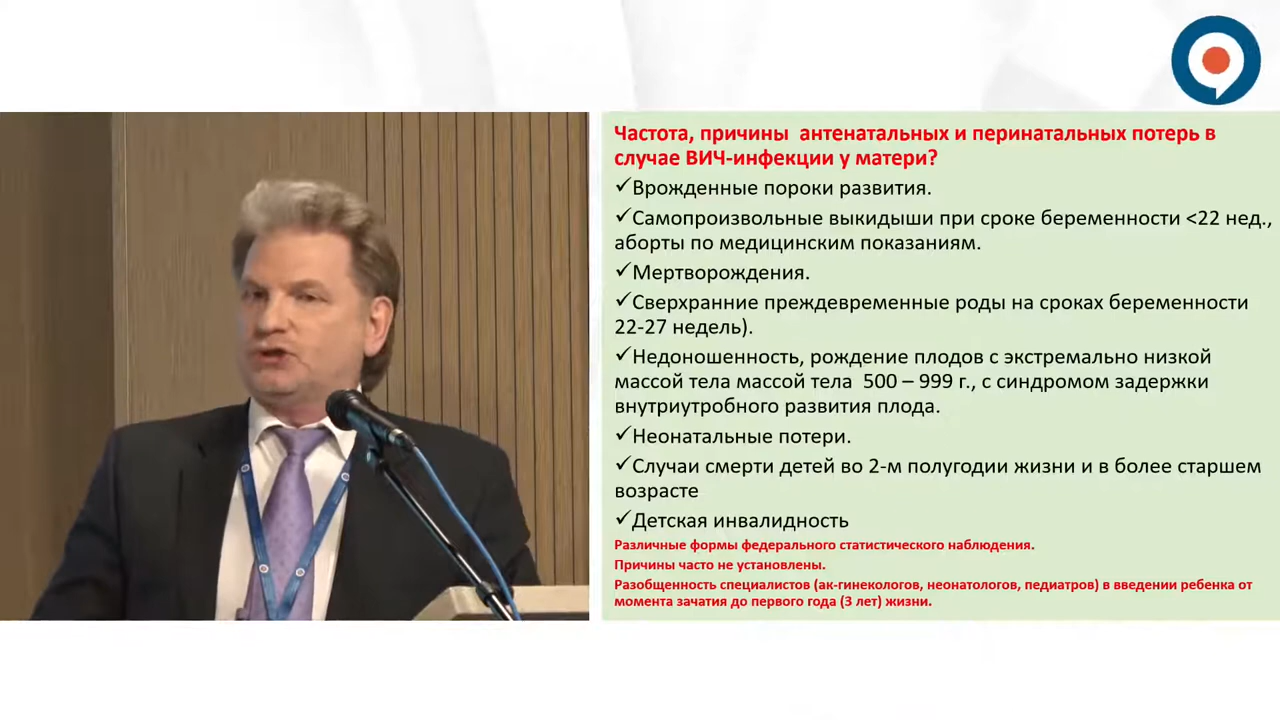 Частота, причины  антенатальных и перинатальных потерь в
случае ВИЧ-инфекции у матери?
✓Врожденные пороки развития.
✓Самопроизвольные выкидыши при сроке беременности <22 нед.,
аборты по медицинским показаниям.
✓Мертворождения.
✓Сверхранние преждевременные роды на сроках беременности
22-27 недель).
✓Недоношенность, рождение плодов с экстремально низкой
массой тела массой тела  500 – 999 г., с синдромом задержки
внутриутробного развития плода.
✓Неонатальные потери.
✓Случаи смерти детей во 2-м полугодии жизни и в более старшем
возрасте
✓Детская инвалидность
Различные формы федерального статистического наблюдения.
Причины часто не установлены.
Разобщенность специалистов (ак-гинекологов, неонатологов, педиатров) в введении ребенка от
момента зачатия до первого года (3 лет) жизни.